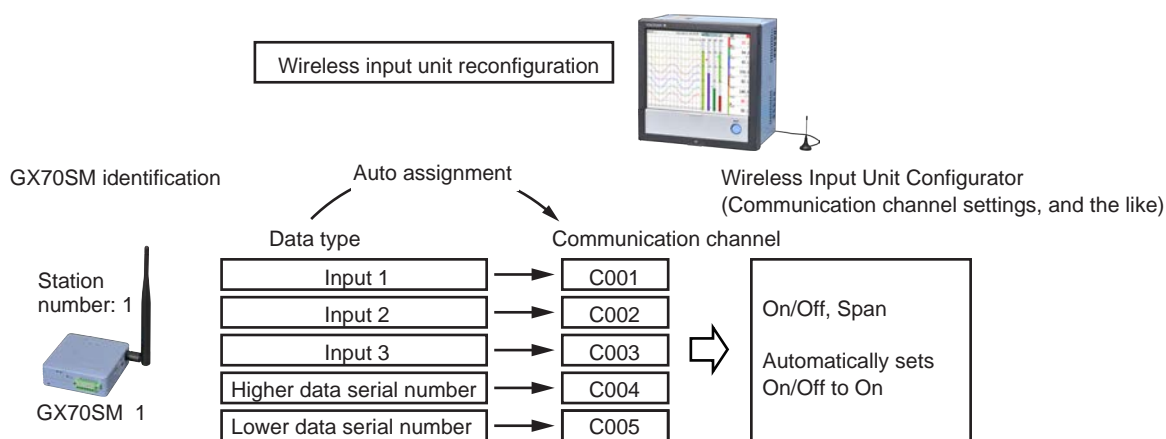 Wireless input unit reconfiguration
GX70SM identification
Auto assignment
Wireless Input Unit Configurator
(Communication channel settings, and the like)
Data type
Communication channel
Station
number: 1
GX70SM 1
Input 1
C001
Input 2
C002
Input 3
C003
Higher data serial number
C004
Lower data serial number
C005
On/Off, Span
Automatically sets
On/Off to On